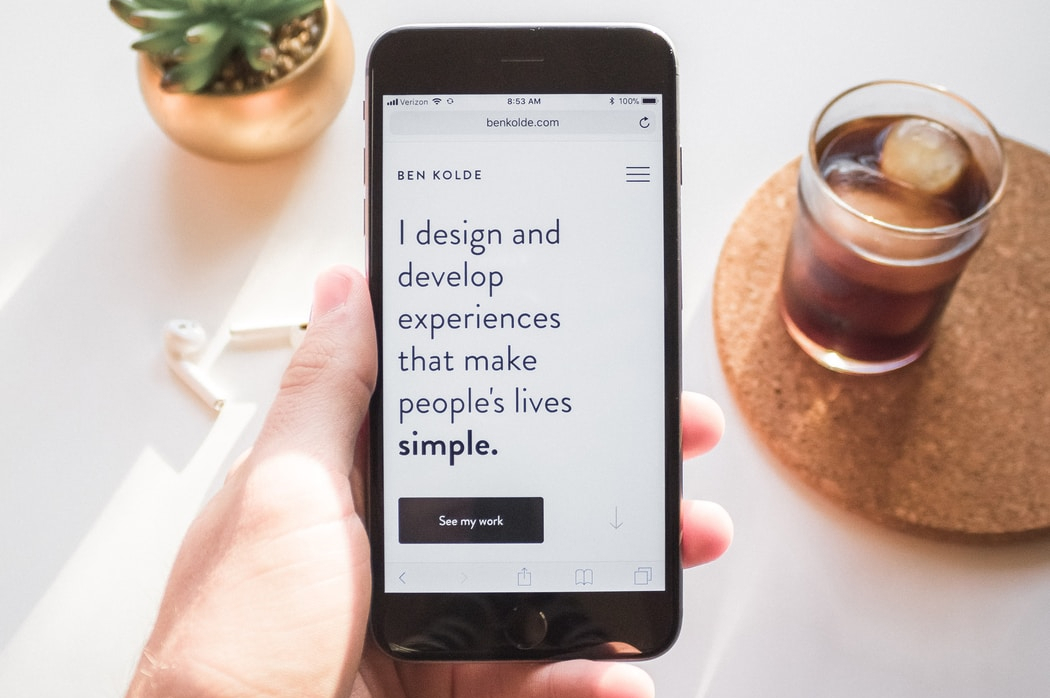 Verizon 8:53 AM 100%
benkolde.com
BEN KOLDE
I design and
develop
experiences
that make
people's lives
simple.
See my work